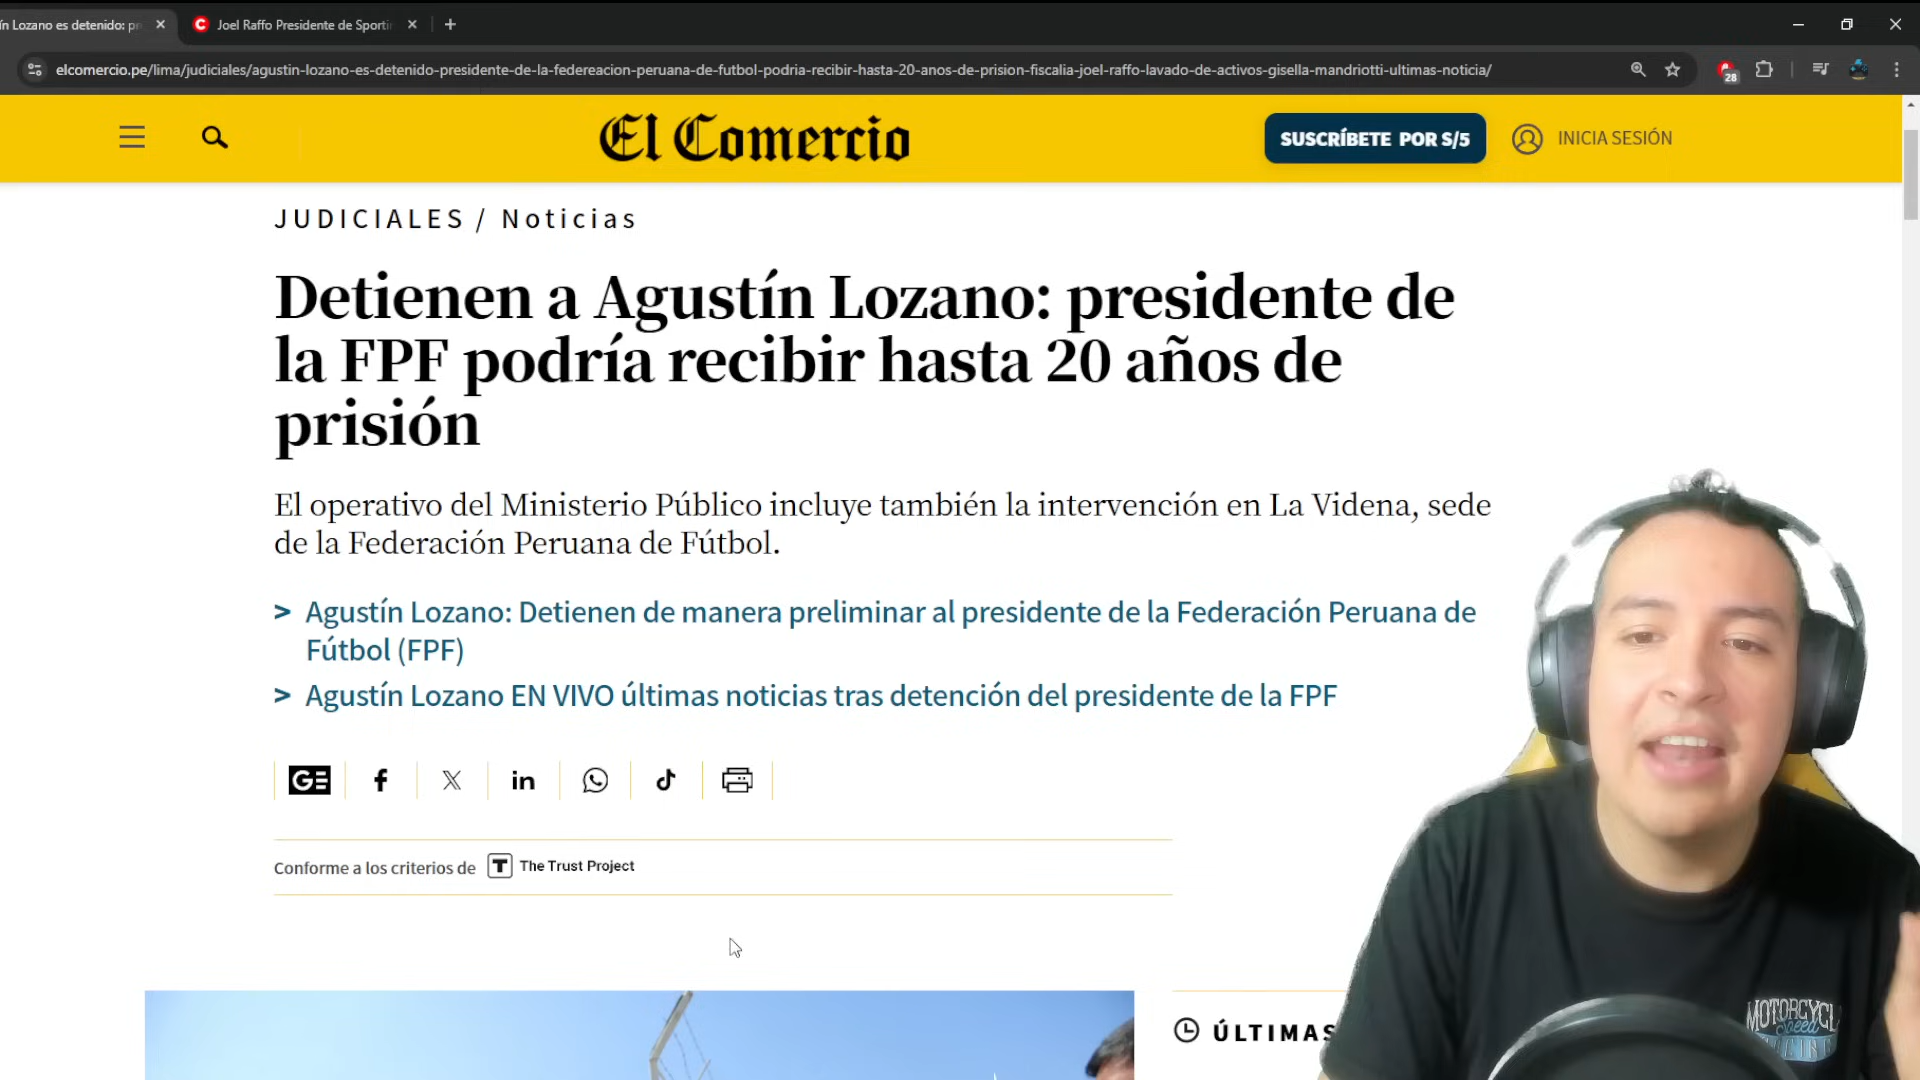 ín Lozano es detenido: pr
Joel Raffo Presidente de Sporti
elcomercio.pe/lima/judiciales/agustin-lozano-es-detenido-presidente-de-la-federeacion-peruana-de-futbol-podria-recibir-hasta-20-anos-de-prision-fiscalia-joel-raffo-lavado-de-activos-gisella-mandriotti-ultimas-noticia/
28
El Comercio
SUSCRÍBETE POR S/5
INICIA SESIÓN
JUDICIALES / Noticias
Detienen a Agustín Lozano: presidente de
la FPF podría recibir hasta 20 años de
prisión
El operativo del Ministerio Público incluye también la intervención en La Videna, sede
de la Federación Peruana de Fútbol.
> Agustín Lozano: Detienen de manera preliminar al presidente de la Federación Peruana de
Fútbol (FPF)
> Agustín Lozano EN VIVO últimas noticias tras detención del presidente de la FPF
GE
Conforme a los criterios de T The Trust Project
ÚLTIMAS
MOTORCYCL
Speed
RACING